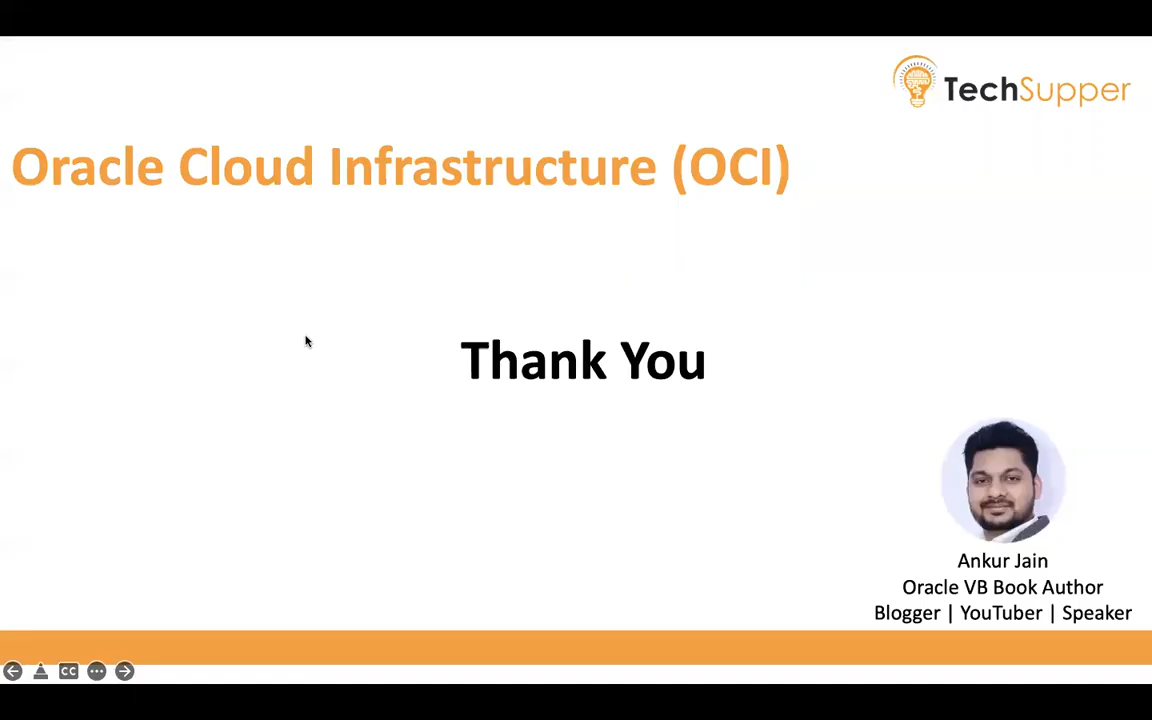 TechSupper
Oracle Cloud Infrastructure (OCI)
Thank You
Ankur Jain
Oracle VB Book Author
Blogger | YouTuber | Speaker
CC